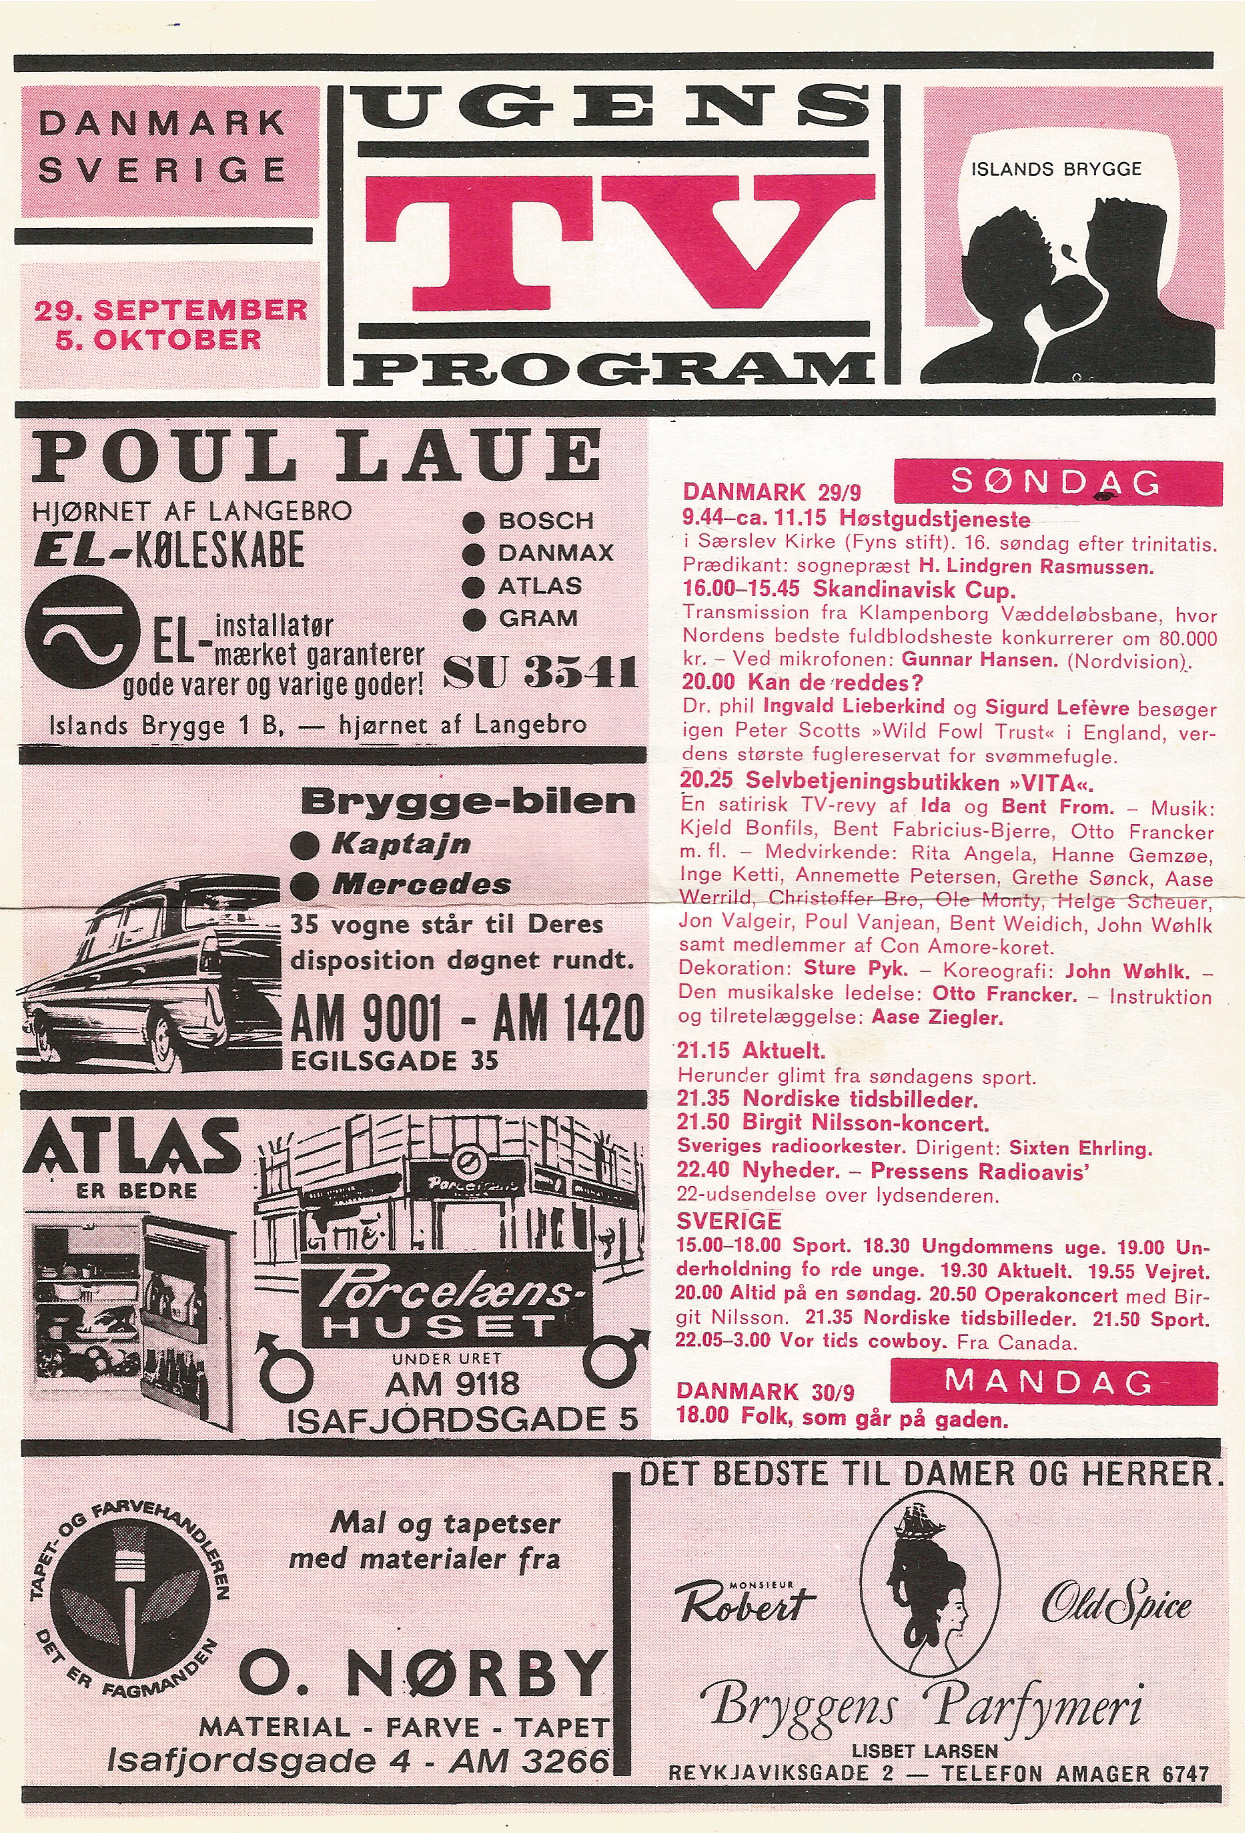 DANMARK
SVERIGE
29. SEPTEMBER
5. OKTOBER
UGENS
TV
PROGRAM
ISLANDS BRYGGE
POUL LAUE
HJØRNET AF LANGEBRO
EL-KØLESKABE
● BOSCH
● DANMAX
● ATLAS
● GRAM
EL-installatør
mærket garanterer
gode varer og varige goder!
SU 3541
Islands Brygge 1 B, — hjørnet af Langebro
Brygge-bilen
● Kaptajn
● Mercedes
35 vogne står til Deres
disposition døgnet rundt.
AM 9001 - AM 1420
EGILSGADE 35
ATLAS
ER BEDRE
Porcelæns-
HUSET
UNDER URET
AM 9118
ISAFJÓRDSGADE 5
SØNDAG
DANMARK 29/9
9.44–ca. 11.15 Høstgudstjeneste
i Særslev Kirke (Fyns stift). 16. søndag efter trinitatis.
Prædikant: sognepræst H. Lindgren Rasmussen.
16.00–15.45 Skandinavisk Cup.
Transmission fra Klampenborg Væddeløbsbane, hvor
Nordens bedste fuldblodsheste konkurrerer om 80.000
kr. – Ved mikrofonen: Gunnar Hansen. (Nordvision).
20.00 Kan de reddes?
Dr. phil Ingvald Lieberkind og Sigurd Lefèvre besøger
igen Peter Scotts »Wild Fowl Trust« i England, ver-
dens største fuglereservat for svømmefugle.
20.25 Selvbetjeningsbutikken »VITA«.
En satirisk TV-revy af Ida og Bent From. – Musik:
Kjeld Bonfils, Bent Fabricius-Bjerre, Otto Francker
m. fl. – Medvirkende: Rita Angela, Hanne Gemzøe,
Inge Ketti, Annemette Petersen, Grethe Sønck, Aase
Werrild, Christoffer Bro, Ole Monty, Helge Scheuer,
Jon Valgeir, Poul Vanjean, Bent Weidich, John Wøhlk
samt medlemmer af Con Amore-koret.
Dekoration: Sture Pyk. – Koreografi: John Wøhlk. –
Den musikalske ledelse: Otto Francker. – Instruktion
og tilretelæggelse: Aase Ziegler.
21.15 Aktuelt.
Herunder glimt fra søndagens sport.
21.35 Nordiske tidsbilleder.
21.50 Birgit Nilsson-koncert.
Sveriges radioorkester. Dirigent: Sixten Ehrling.
22.40 Nyheder. – Pressens Radioavis'
22-udsendelse over lydsenderen.
SVERIGE
15.00–18.00 Sport. 18.30 Ungdommens uge. 19.00 Un-
derholdning fo rde unge. 19.30 Aktuelt. 19.55 Vejret.
20.00 Altid på en søndag. 20.50 Operakoncert med Bir-
git Nilsson. 21.35 Nordiske tidsbilleder. 21.50 Sport.
22.05–3.00 Vor tids cowboy. Fra Canada.
MANDAG
DANMARK 30/9
18.00 Folk, som går på gaden.
TAPET- OG FARVEHANDLEREN
DET ER FAGMANDEN
Mal og tapetser
med materialer fra
O. NØRBY
MATERIAL - FARVE - TAPET
Isafjordsgade 4 - AM 3266
DET BEDSTE TIL DAMER OG HERRER.
MONSIEUR
Robert
Old Spice
Bryggens Parfymeri
LISBET LARSEN
REYKJAVIKSGADE 2 — TELEFON AMAGER 6747